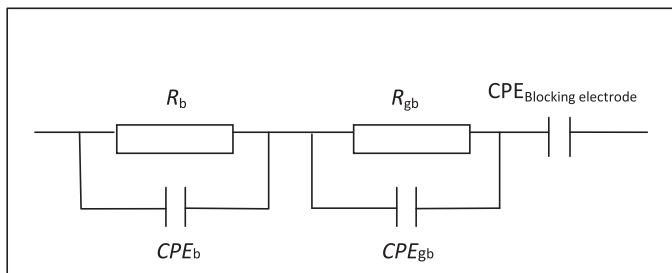 R_b
R_gb
CPE_Blocking electrode
CPE_b
CPE_gb